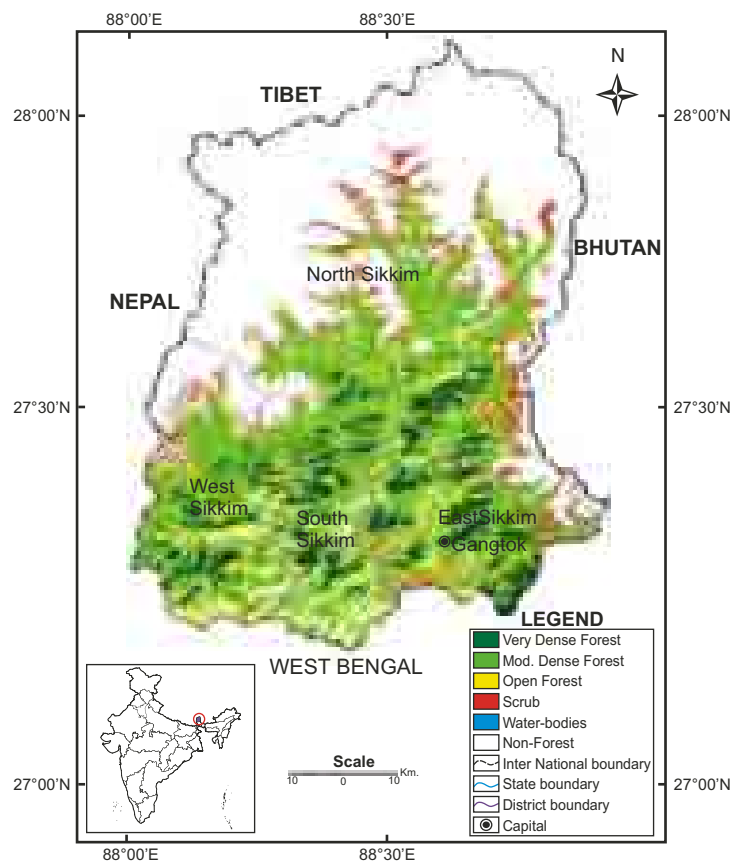 88°00’E 88°30’E
N
TIBET
28°00’N 28°00’N
BHUTAN
North Sikkim
NEPAL
27°30’N 27°30’N
West
Sikkim
South
Sikkim
EastSikkim
Gangtok
LEGEND
Very Dense Forest
Mod. Dense Forest
Open Forest
Scrub
Water-bodies
Non-Forest
Inter National boundary
State boundary
District boundary
Capital
WEST BENGAL
Scale
10 0 10 Km.
27°00’N 27°00’N
88°00’E 88°30’E